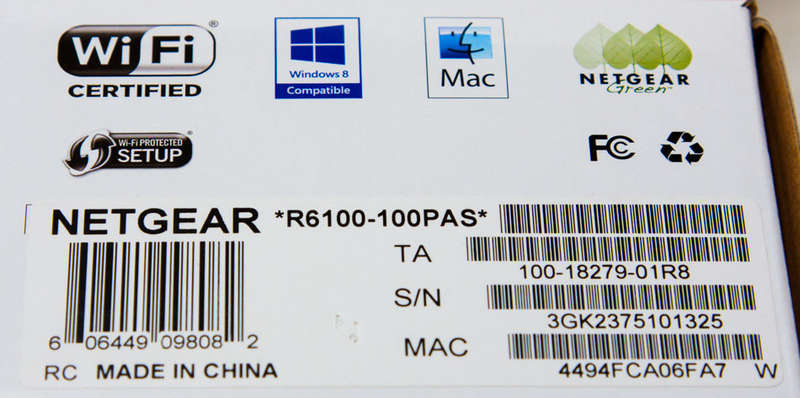 WiFi®
CERTIFIED
Windows 8
Compatible
Mac
NETGEAR
Green™
Wi-Fi PROTECTED®
SETUP
FC
NETGEAR *R6100-100PAS*
TA
100-18279-01R8
S/N
3GK2375101325
MAC
4494FCA06FA7 W
6 06449 09808 2
RC MADE IN CHINA